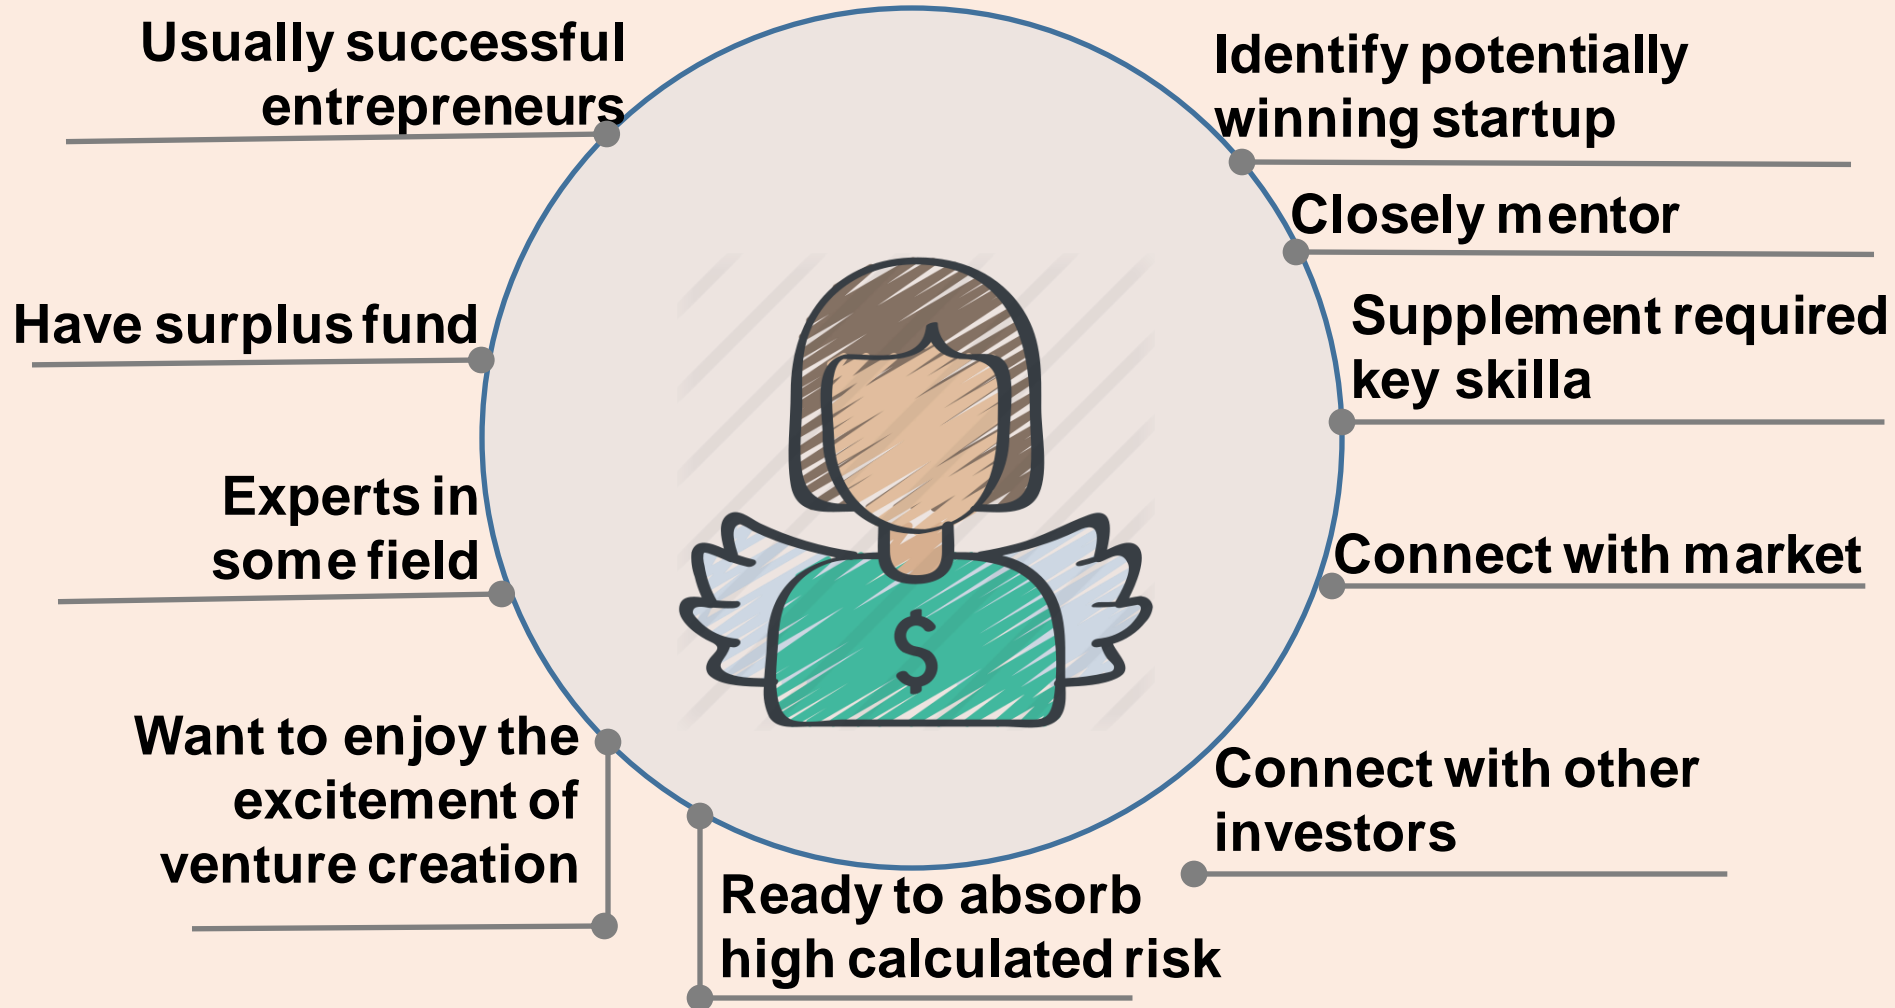 Usually successful
entrepreneurs
Have surplus fund
Experts in
some field
Want to enjoy the
excitement of
venture creation
Ready to absorb
high calculated risk
Identify potentially
winning startup
Closely mentor
Supplement required
key skilla
Connect with market
Connect with other
investors
$